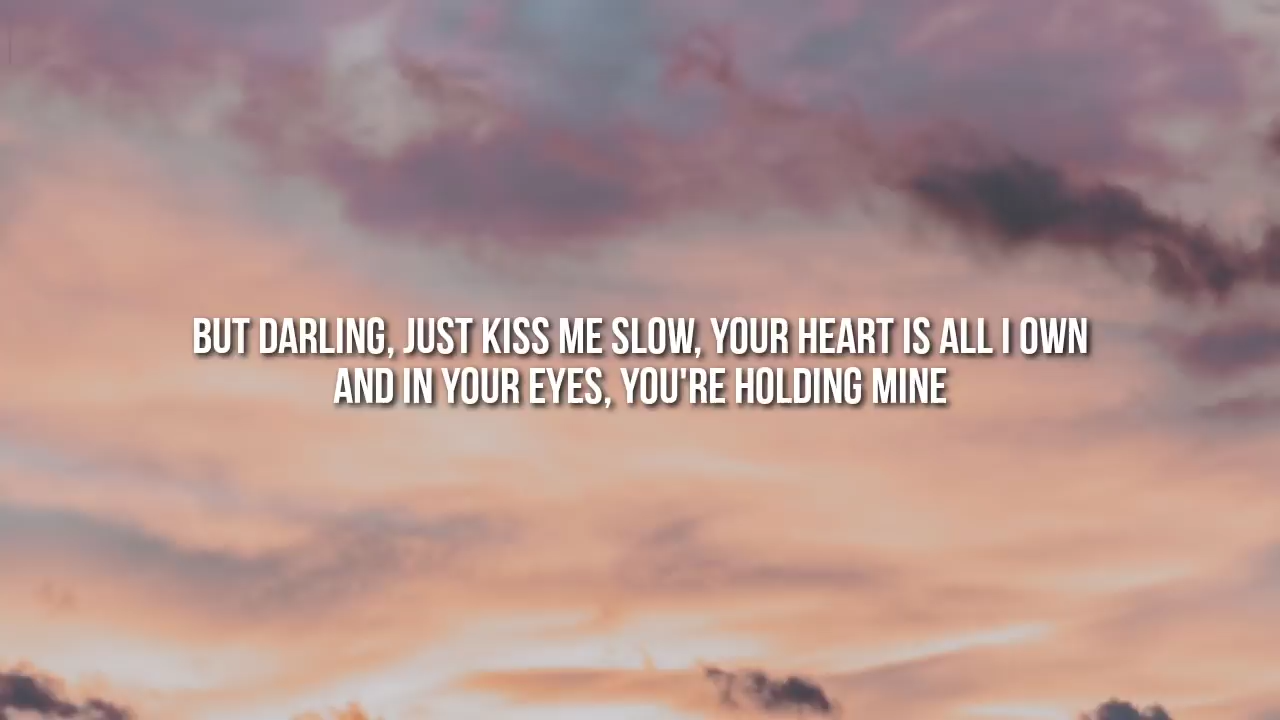 BUT DARLING, JUST KISS ME SLOW, YOUR HEART IS ALL I OWN
AND IN YOUR EYES, YOU'RE HOLDING MINE